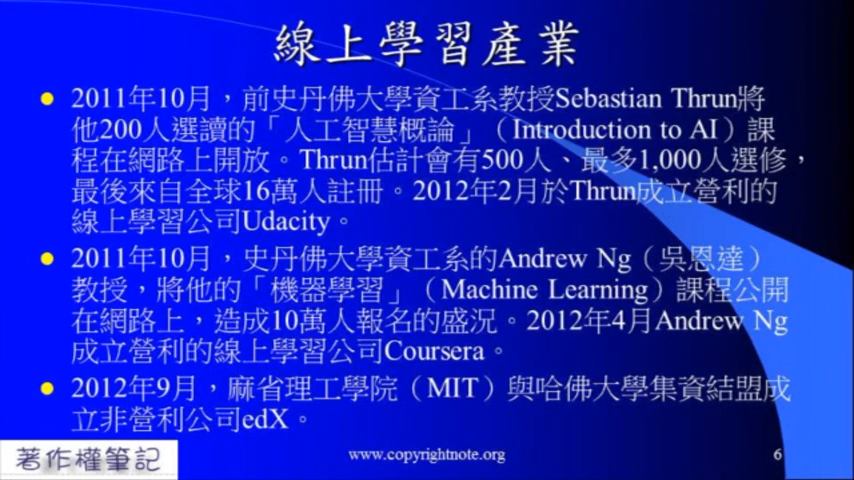 線上學習產業
2011年10月，前史丹佛大學資工系教授Sebastian Thrun將
他200人選讀的「人工智慧概論」（Introduction to AI）課
程在網路上開放。Thrun估計會有500人、最多1,000人選修，
最後來自全球16萬人註冊。2012年2月於Thrun成立營利的
線上學習公司Udacity。
2011年10月，史丹佛大學資工系的Andrew Ng（吳恩達）
教授，將他的「機器學習」（Machine Learning）課程公開
在網路上，造成10萬人報名的盛況。2012年4月Andrew Ng
成立營利的線上學習公司Coursera。
2012年9月，麻省理工學院（MIT）與哈佛大學集資結盟成
立非營利公司edX。
著作權筆記
www.copyrightnote.org
6